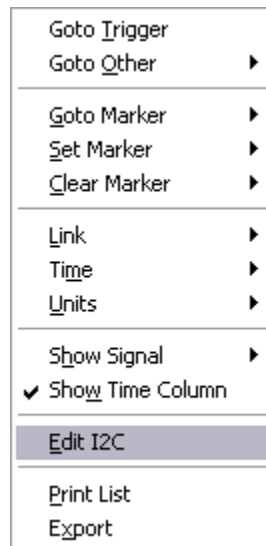 Goto Trigger
Goto Other
Goto Marker
Set Marker
Clear Marker
Link
Time
Units
Show Signal
Show Time Column
Edit I2C
Print List
Export